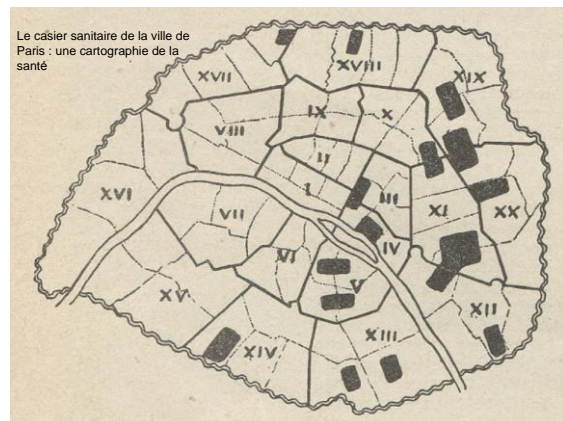 Le casier sanitaire de la ville de
Paris : une cartographie de la
santé
XVII
XVIII
XIX
VIII
IX
X
II
I
III
XVI
VII
XI
XX
VI
IV
V
XV
XII
XIII
XIV